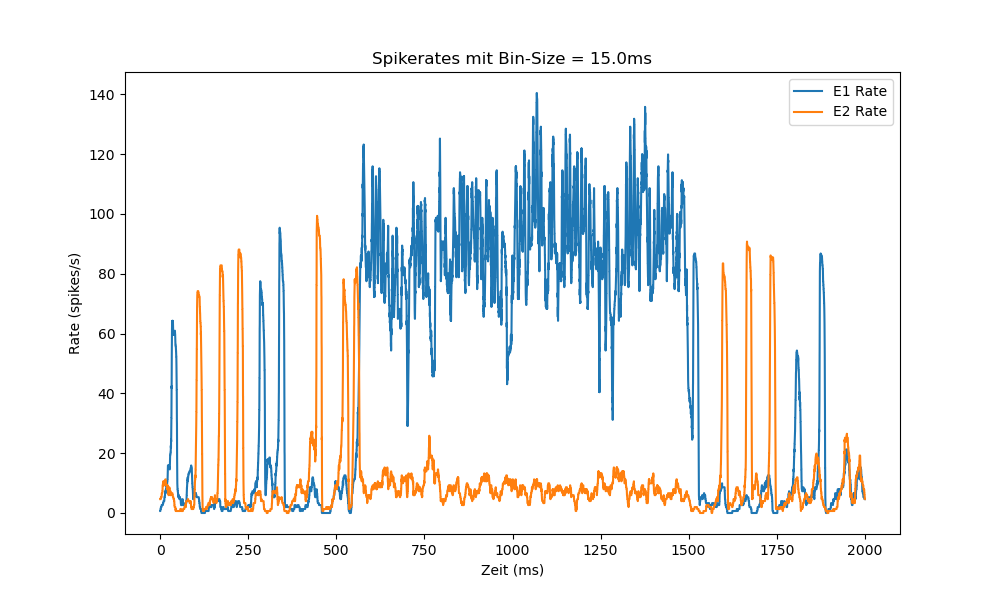 Spikerates mit Bin-Size = 15.0ms
E1 Rate
E2 Rate
Rate (spikes/s)
140
120
100
80
60
40
20
0
0 250 500 750 1000 1250 1500 1750 2000
Zeit (ms)